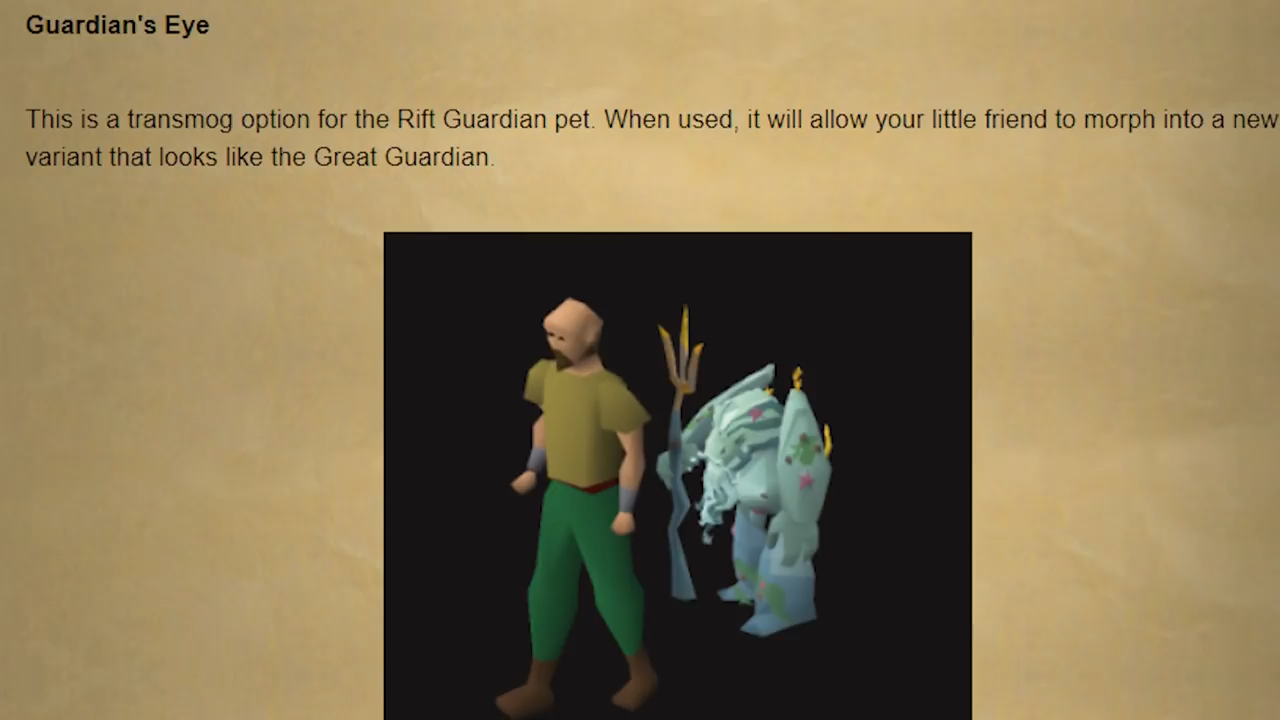 Guardian's Eye
This is a transmog option for the Rift Guardian pet. When used, it will allow your little friend to morph into a new
variant that looks like the Great Guardian.